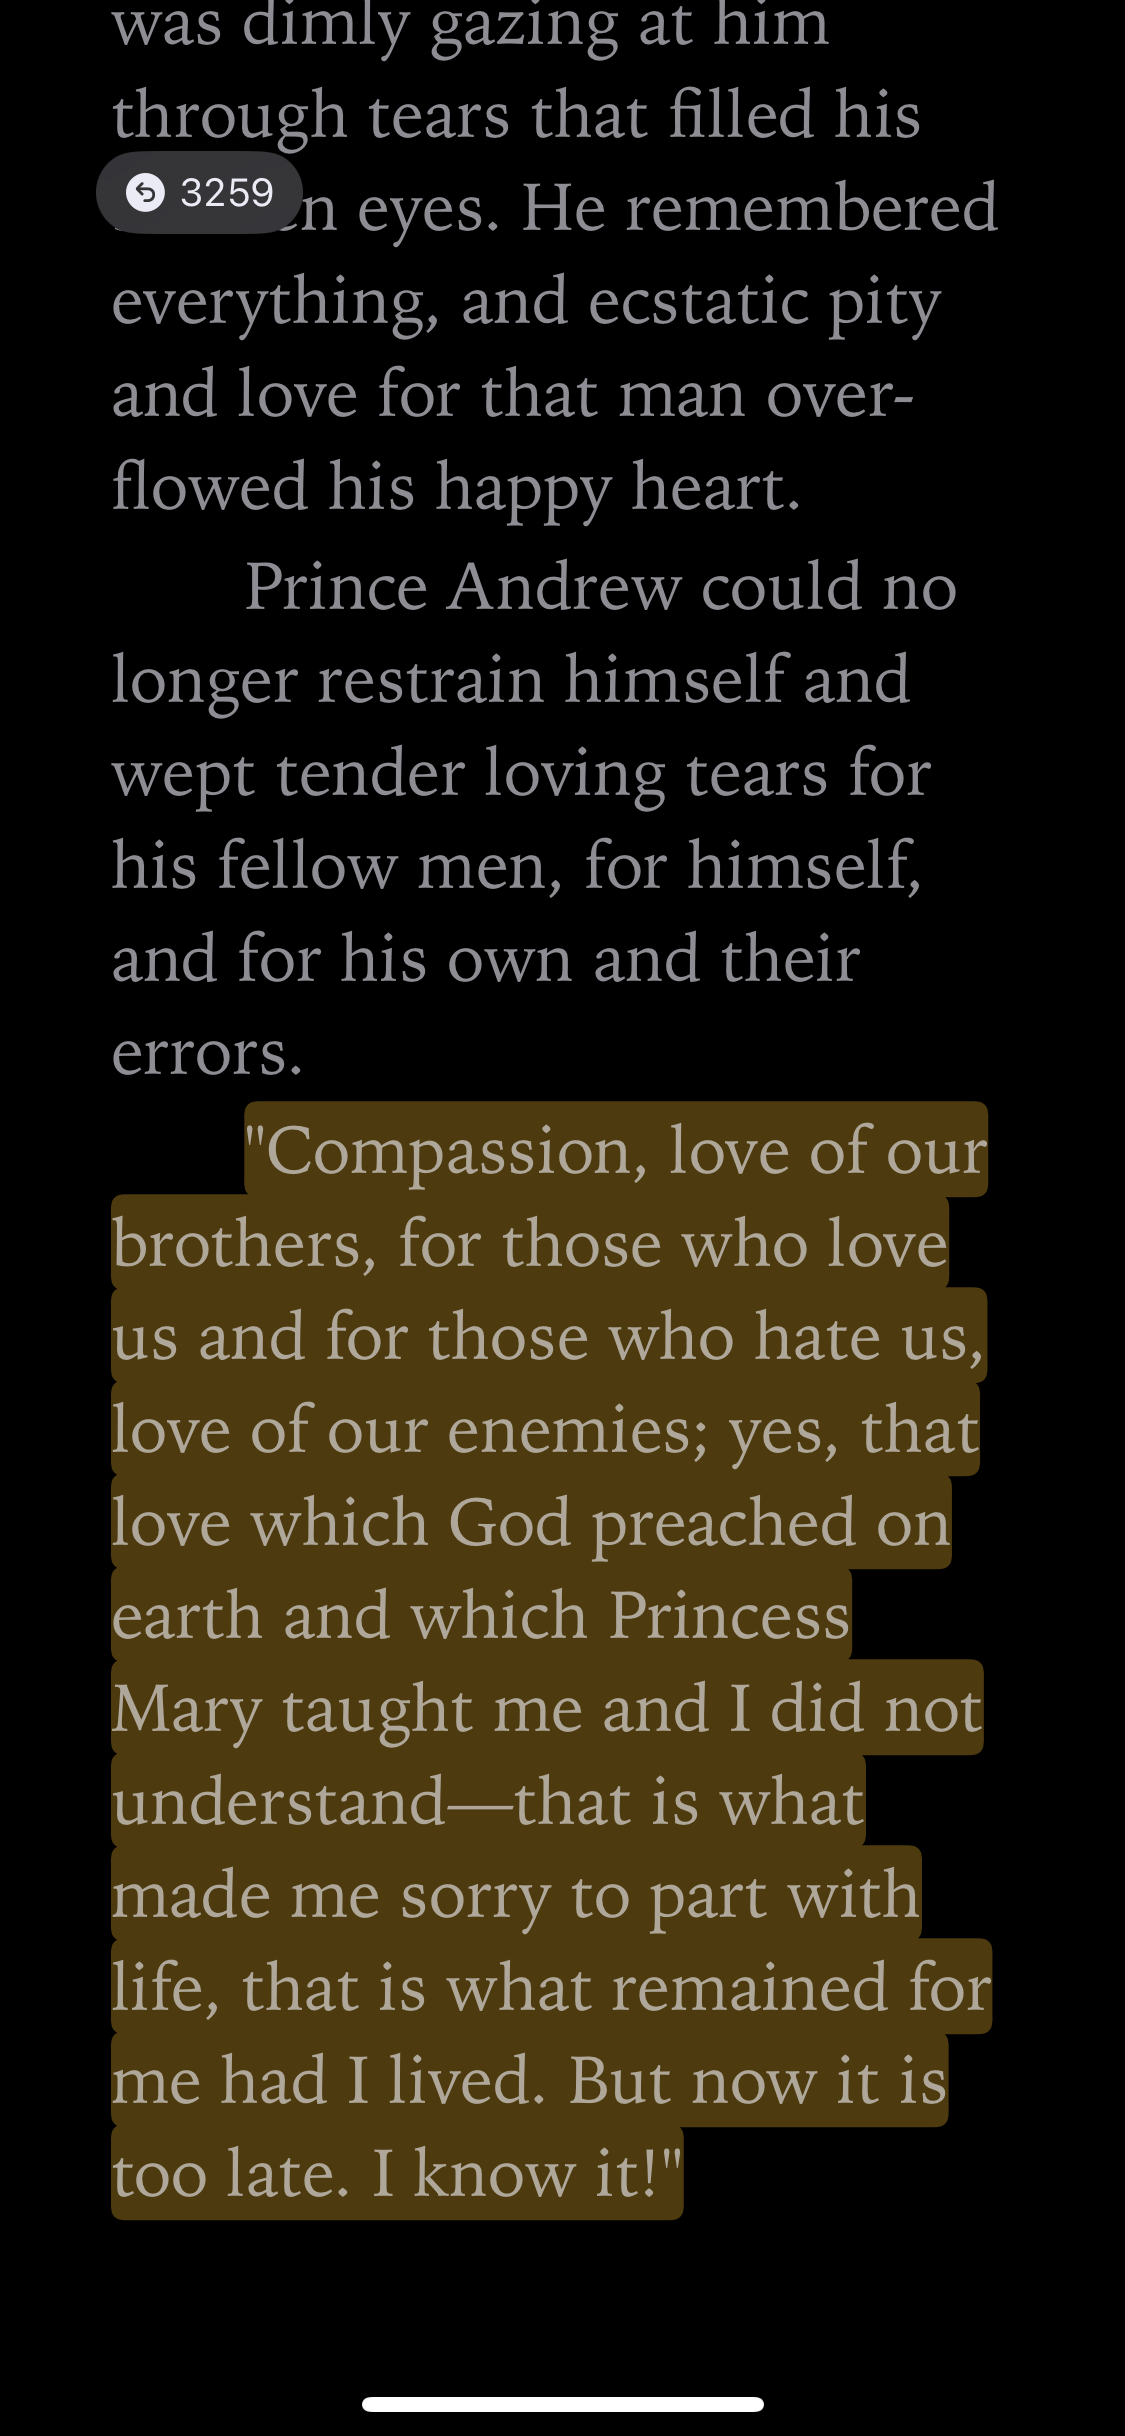 was dimly gazing at him
through tears that filled his
3259
eyes. He remembered
everything, and ecstatic pity
and love for that man over-
flowed his happy heart.
Prince Andrew could no
longer restrain himself and
wept tender loving tears for
his fellow men, for himself,
and for his own and their
errors.
"Compassion, love of our
brothers, for those who love
us and for those who hate us,
love of our enemies; yes, that
love which God preached on
earth and which Princess
Mary taught me and I did not
understand—that is what
made me sorry to part with
life, that is what remained for
me had I lived. But now it is
too late. I know it!"